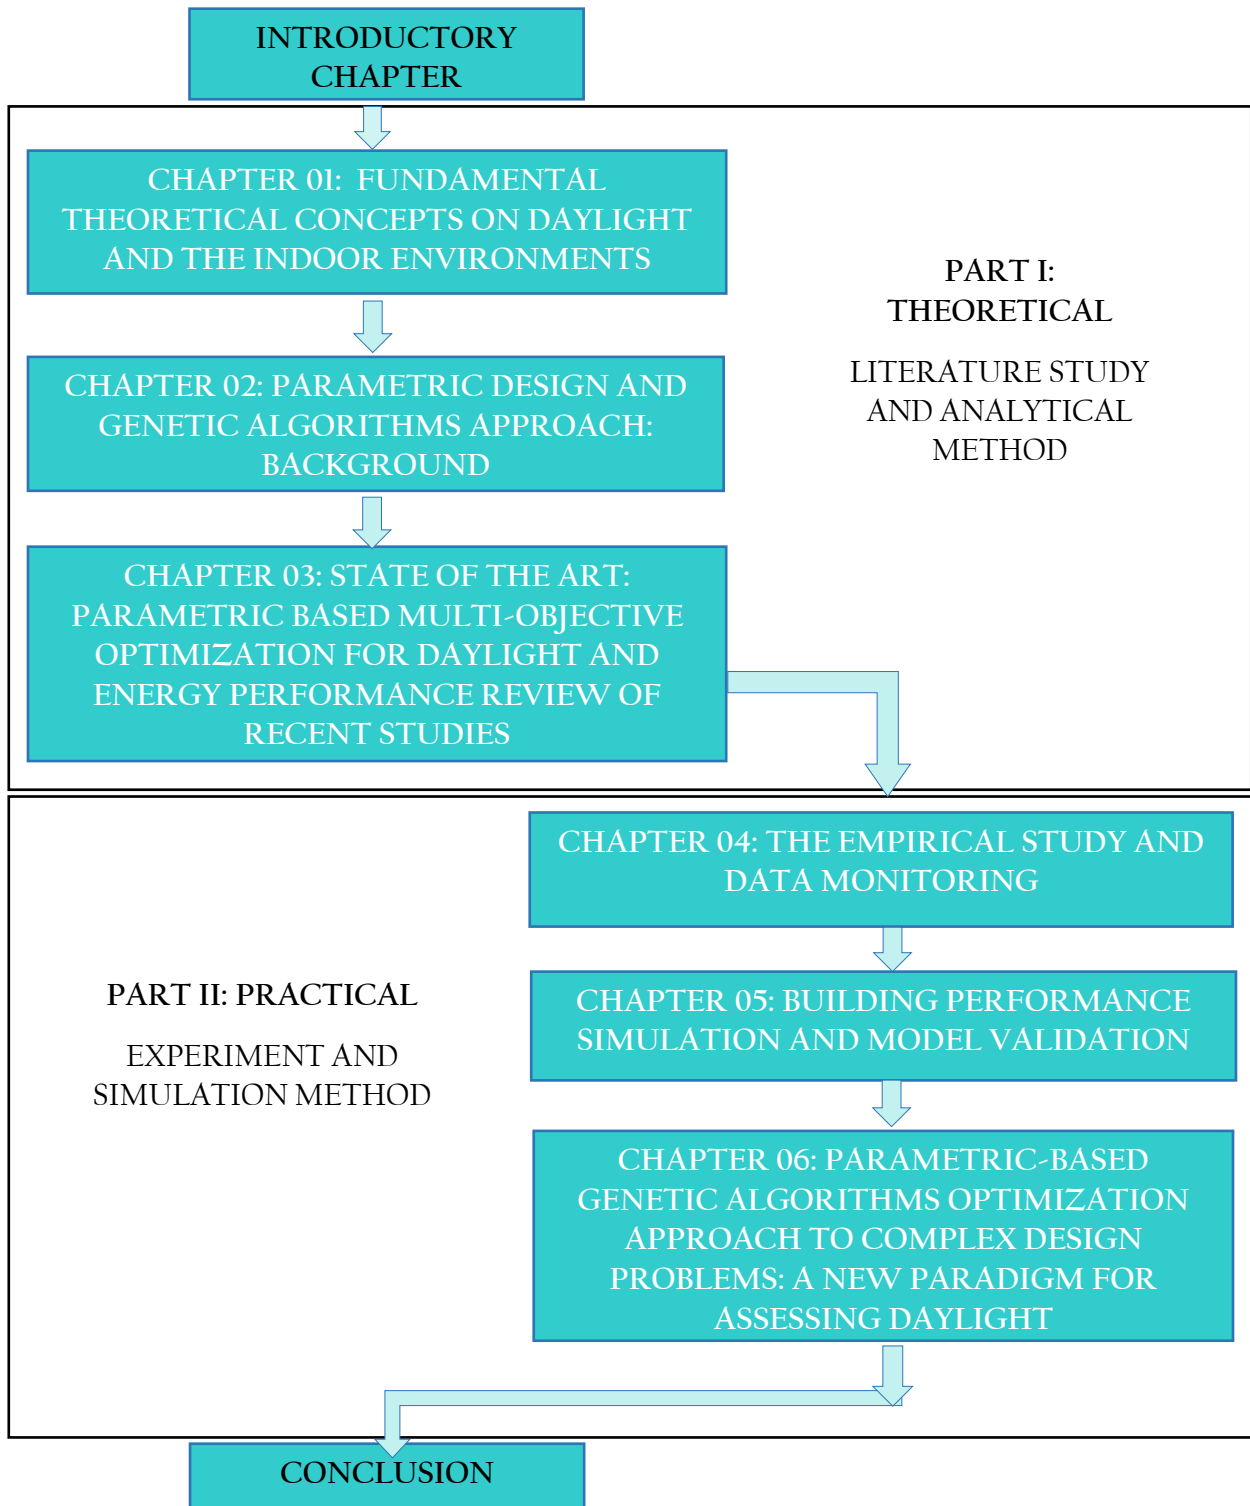 INTRODUCTORY
CHAPTER
CHAPTER 01: FUNDAMENTAL
THEORETICAL CONCEPTS ON DAYLIGHT
AND THE INDOOR ENVIRONMENTS
PART I:
THEORETICAL
LITERATURE STUDY
AND ANALYTICAL
METHOD
CHAPTER 02: PARAMETRIC DESIGN AND
GENETIC ALGORITHMS APPROACH:
BACKGROUND
CHAPTER 03: STATE OF THE ART:
PARAMETRIC BASED MULTI-OBJECTIVE
OPTIMIZATION FOR DAYLIGHT AND
ENERGY PERFORMANCE REVIEW OF
RECENT STUDIES
CHAPTER 04: THE EMPIRICAL STUDY AND
DATA MONITORING
PART II: PRACTICAL
EXPERIMENT AND
SIMULATION METHOD
CHAPTER 05: BUILDING PERFORMANCE
SIMULATION AND MODEL VALIDATION
CHAPTER 06: PARAMETRIC-BASED
GENETIC ALGORITHMS OPTIMIZATION
APPROACH TO COMPLEX DESIGN
PROBLEMS: A NEW PARADIGM FOR
ASSESSING DAYLIGHT
CONCLUSION